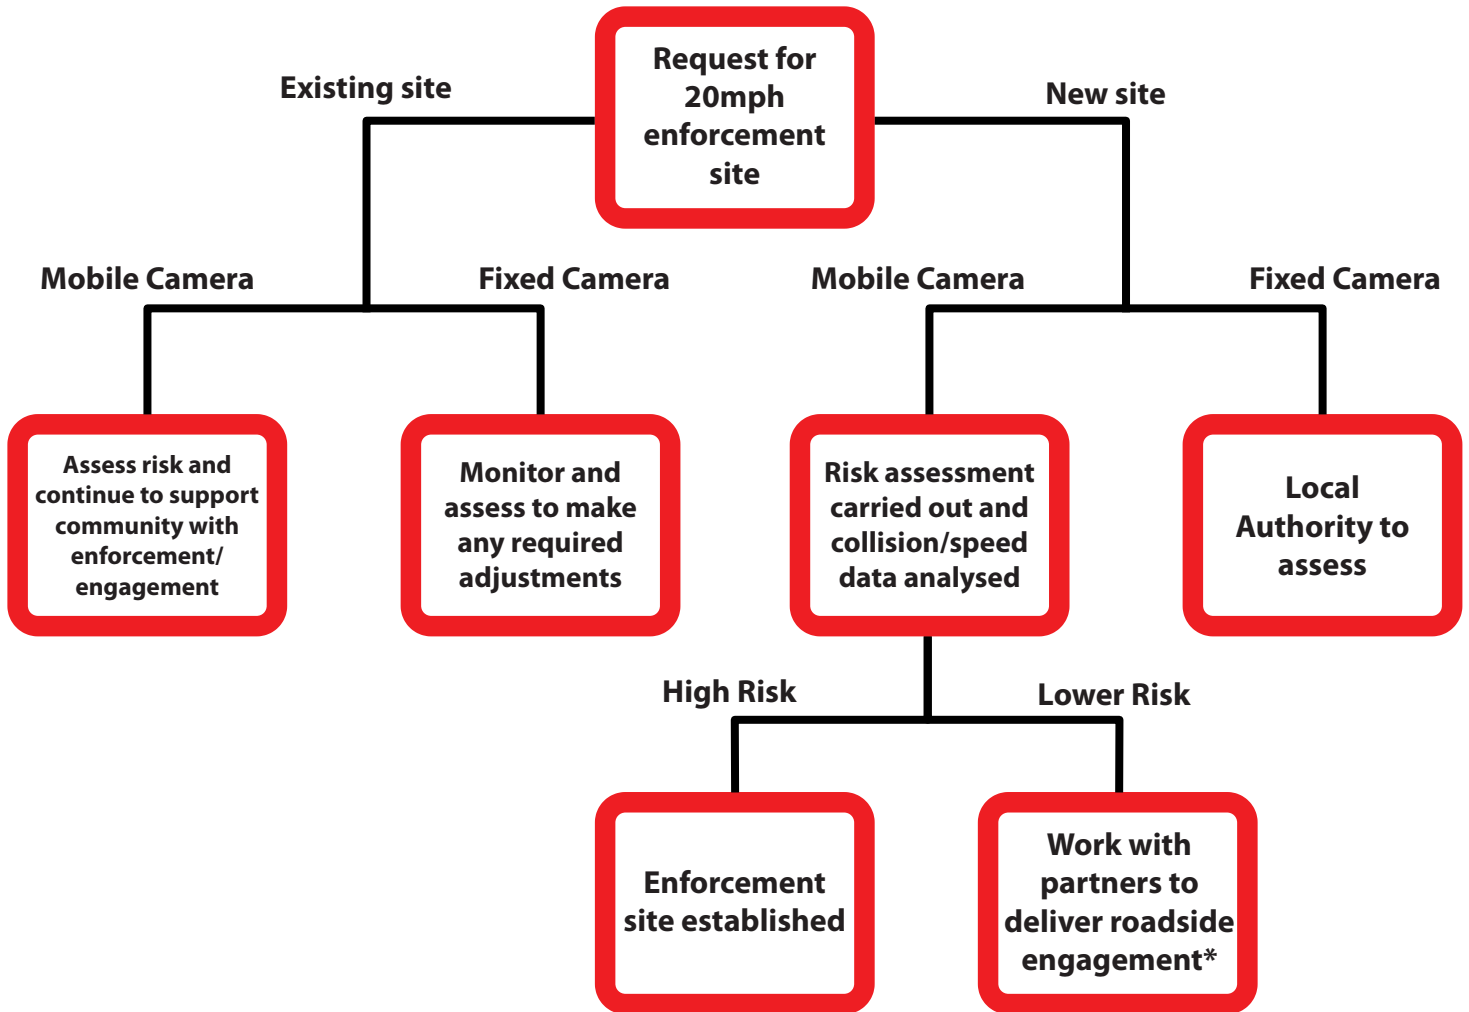 Request for
20mph
enforcement
site
Existing site
New site
Mobile Camera
Fixed Camera
Mobile Camera
Fixed Camera
Assess risk and
continue to support
community with
enforcement/
engagement
Monitor and
assess to make
any required
adjustments
Risk assessment
carried out and
collision/speed
data analysed
Local
Authority to
assess
High Risk
Lower Risk
Enforcement
site established
Work with
partners to
deliver roadside
engagement*